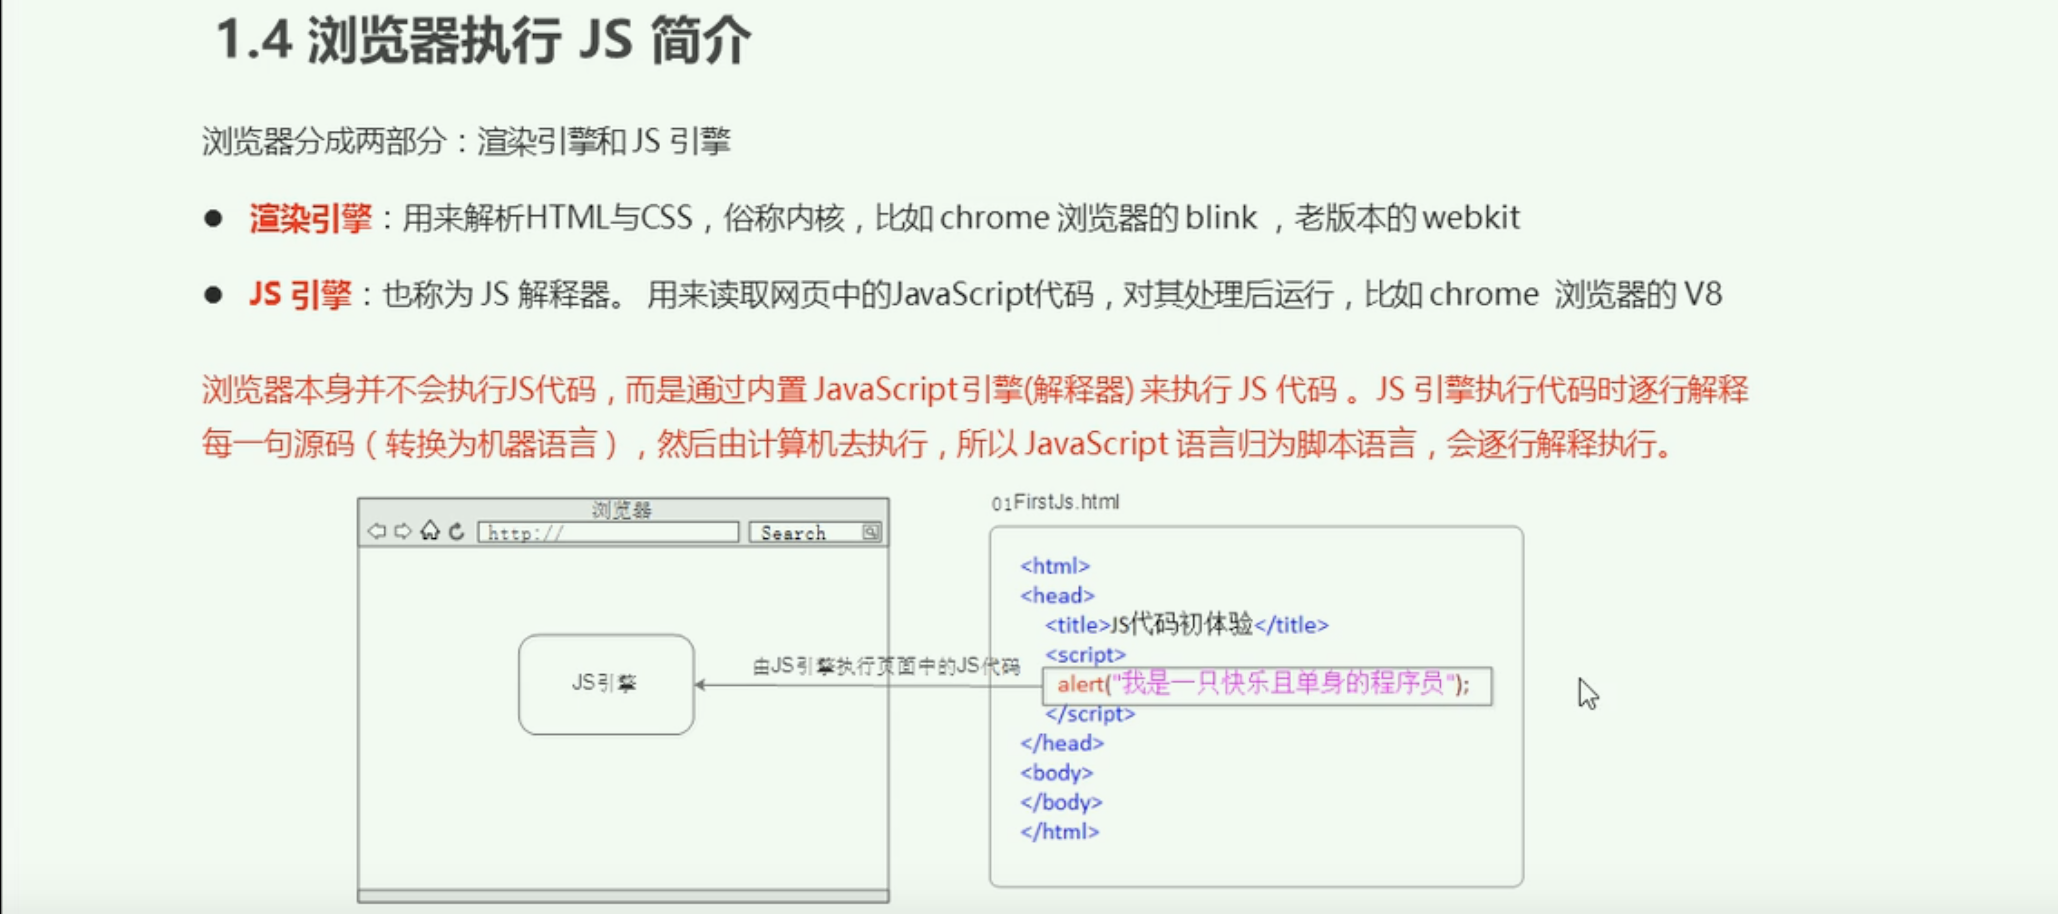 1.4 浏览器执行 JS 简介
浏览器分成两部分：渲染引擎和 JS 引擎
● 渲染引擎：用来解析HTML与CSS，俗称内核，比如 chrome 浏览器的 blink ，老版本的 webkit
● JS 引擎：也称为 JS 解释器。 用来读取网页中的JavaScript代码，对其处理后运行，比如 chrome 浏览器的 V8
浏览器本身并不会执行JS代码，而是通过内置 JavaScript 引擎(解释器) 来执行 JS 代码 。JS 引擎执行代码时逐行解释
每一句源码（转换为机器语言），然后由计算机去执行，所以 JavaScript 语言归为脚本语言，会逐行解释执行。
浏览器
http://
Search
JS引擎
由JS引擎执行页面中的JS代码
01FirstJs.html
<html>
<head>
<title>JS代码初体验</title>
<script>
alert("我是一只快乐且单身的程序员");
</script>
</head>
<body>
</body>
</html>